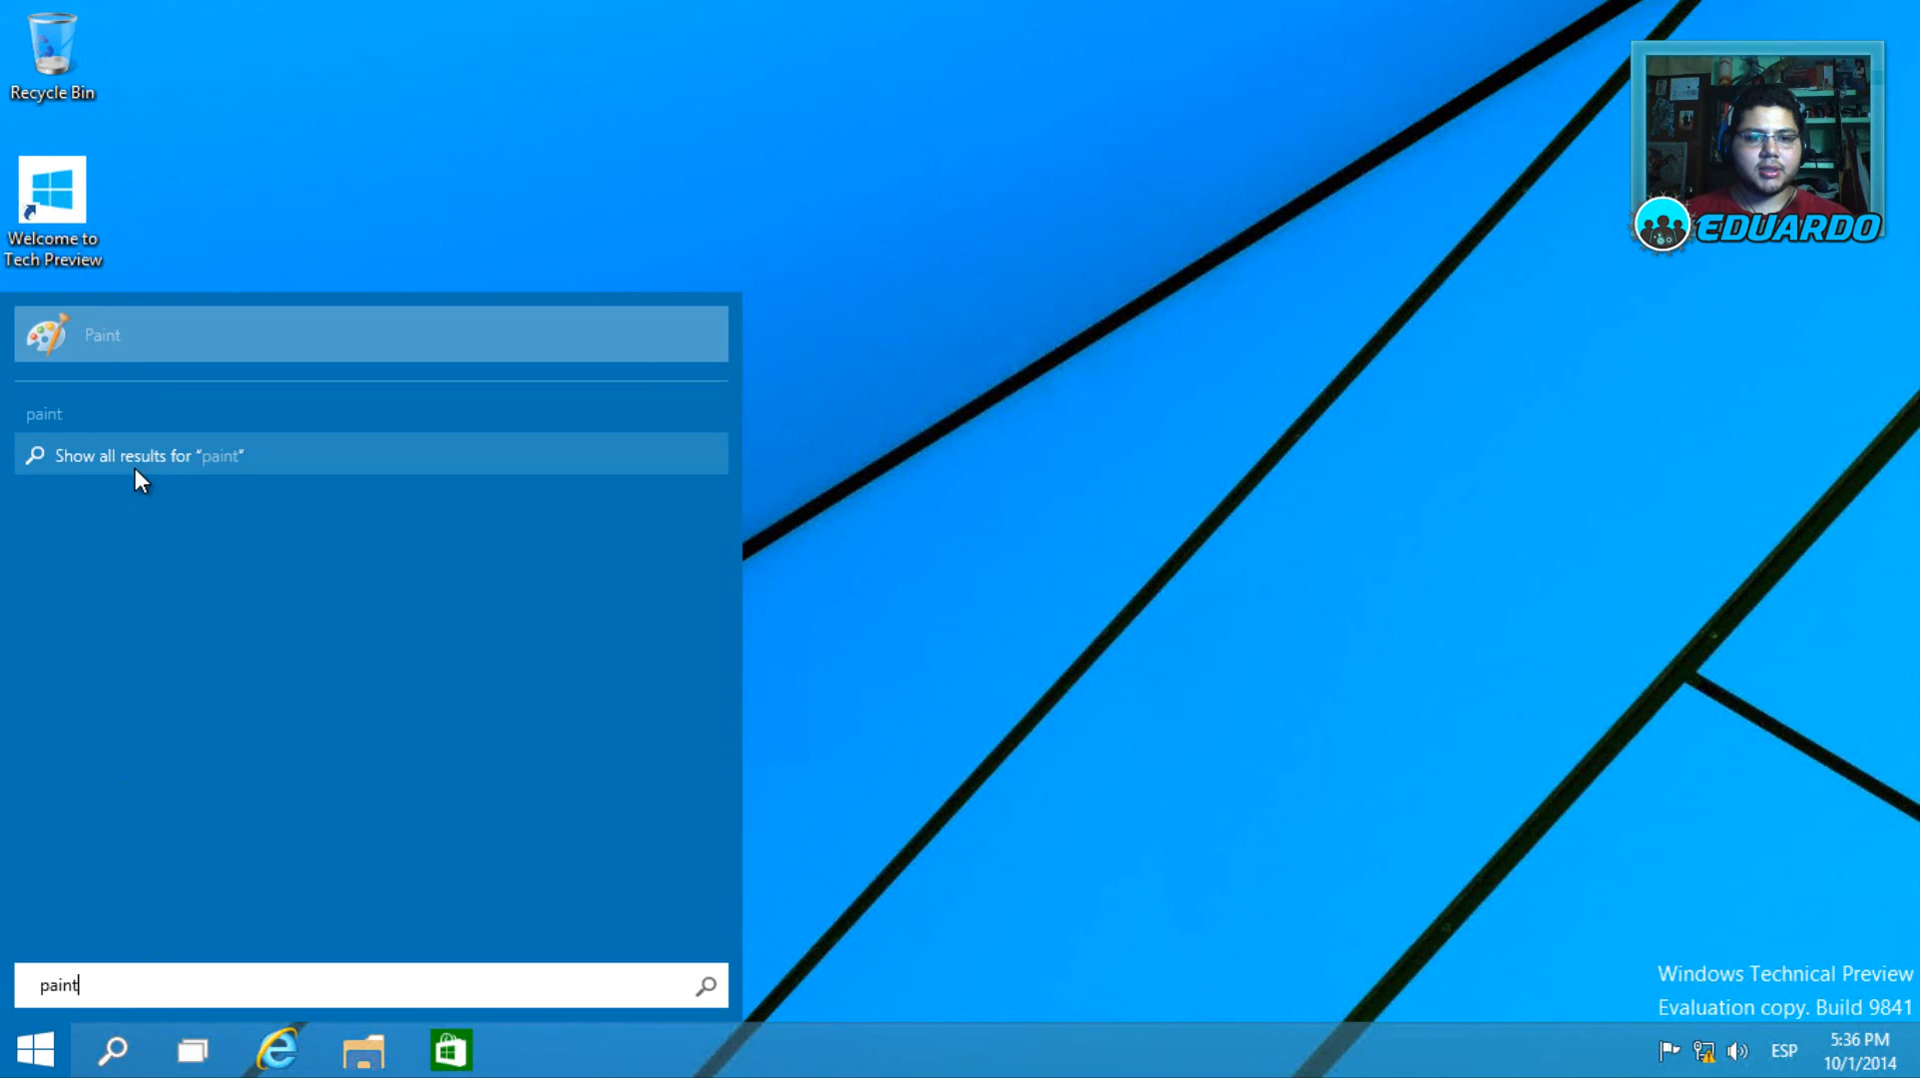 Recycle Bin
Welcome to
Tech Preview
EDUARDO
Paint
paint
Show all results for “paint”
paint
Windows Technical Preview
Evaluation copy. Build 9841
ESP
5:36 PM
10/1/2014